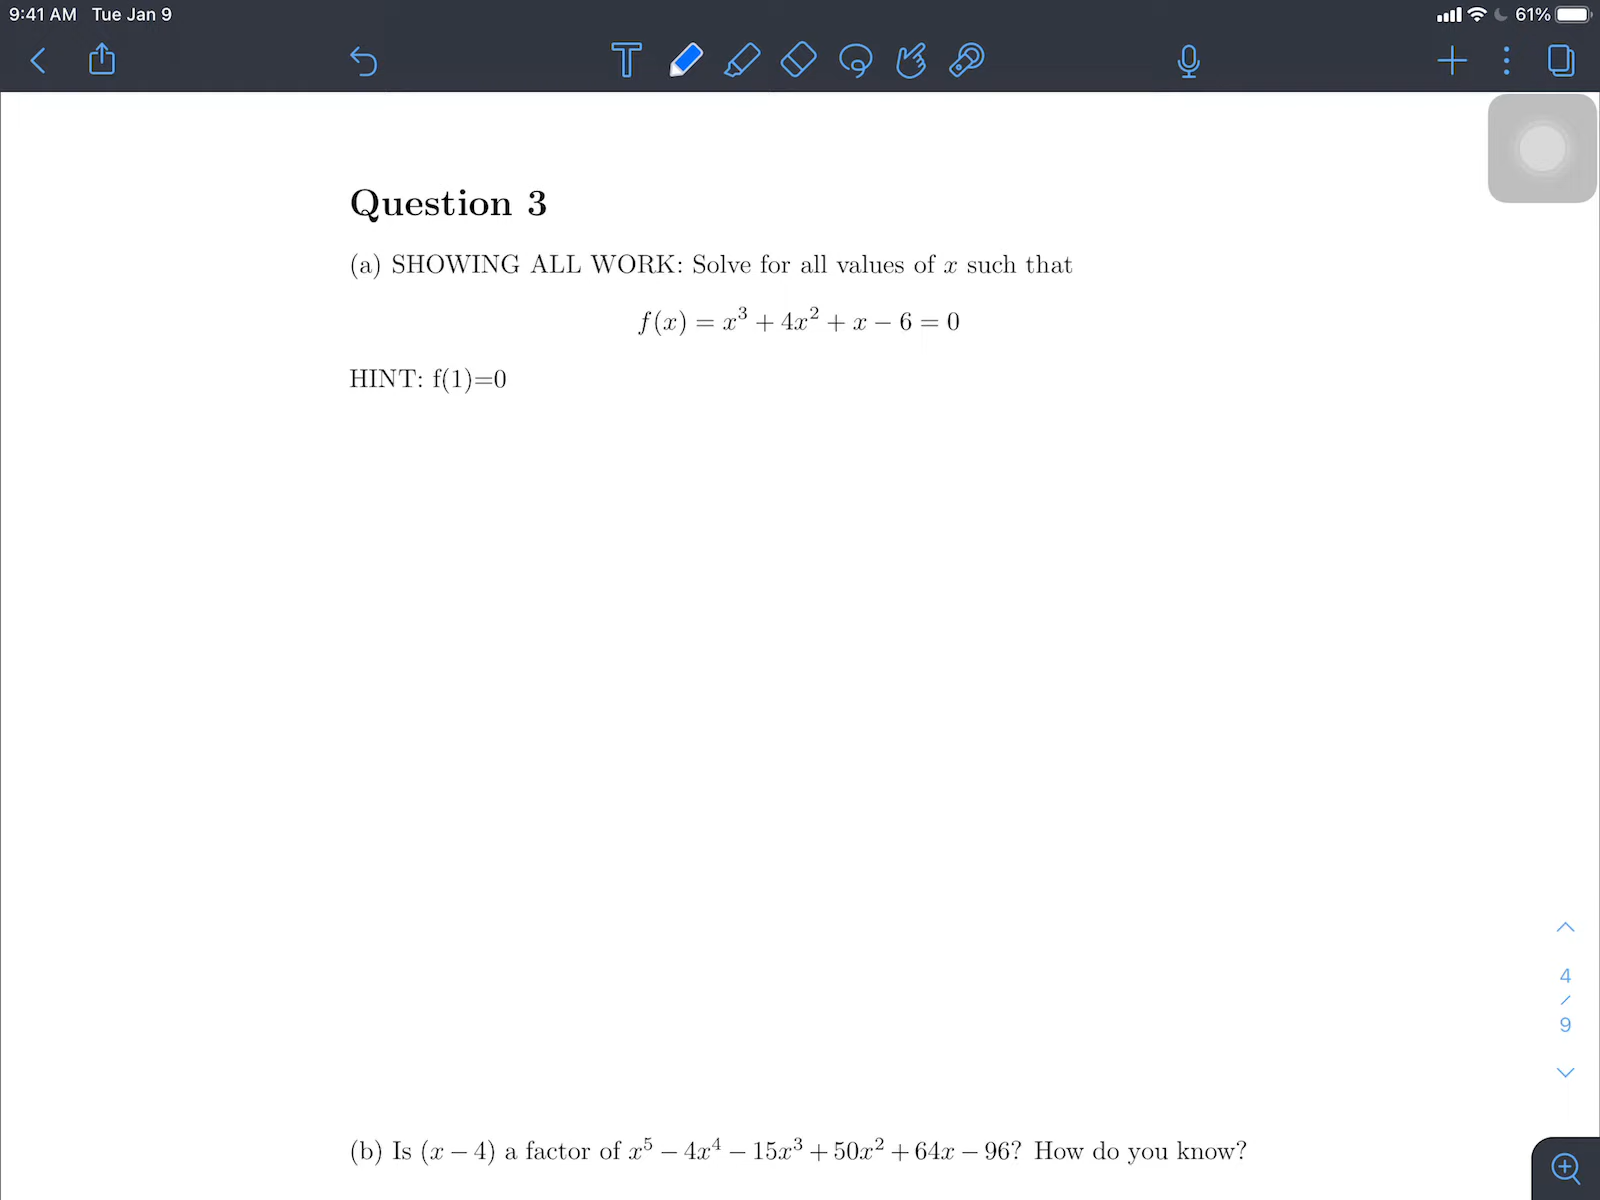 9:41 AM Tue Jan 9 61%
Question 3
(a) SHOWING ALL WORK: Solve for all values of x such that
f(x) = x³ + 4x² + x − 6 = 0
HINT: f(1)=0
4
/
9
(b) Is (x − 4) a factor of x⁵ − 4x⁴ − 15x³ + 50x² + 64x − 96? How do you know?